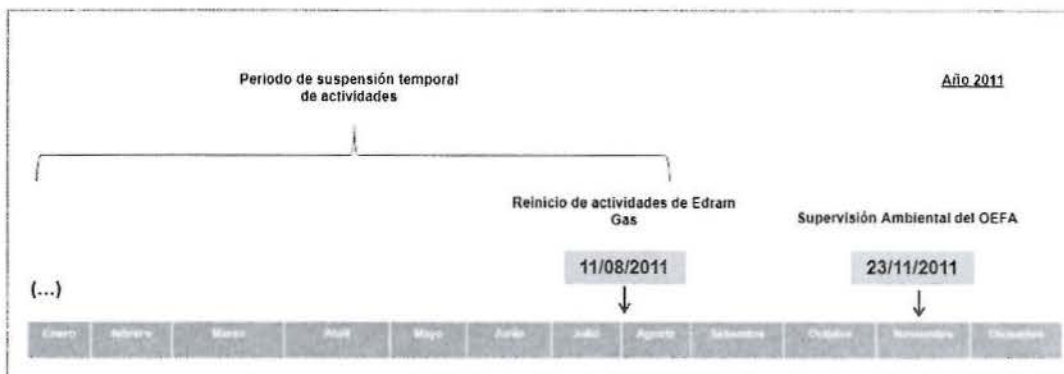 Periodo de suspensión temporal
de actividades
Año 2011
Reinicio de actividades de Edram
Gas
Supervisión Ambiental del OEFA
11/08/2011
23/11/2011
(...)
Enero febrero Marzo Abril Mayo Junio Julio Agosto Setiembre Octubre Noviembre Diciembre